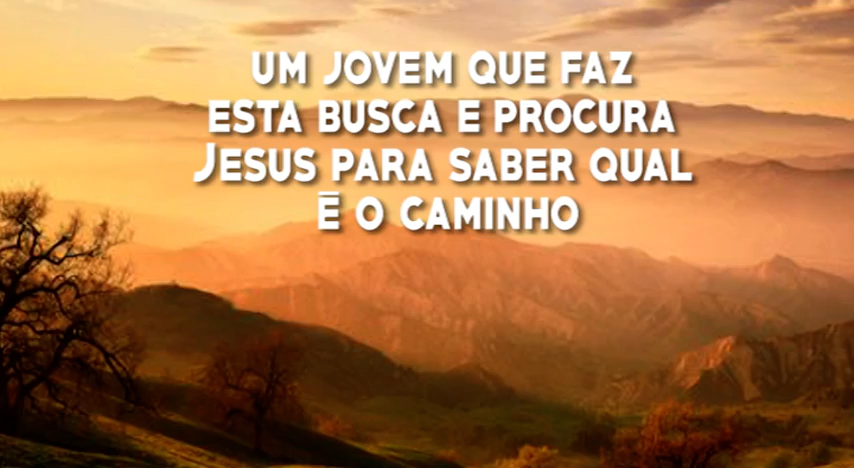 UM JOVEM QUE FAZ
ESTA BUSCA E PROCURA
JESUS PARA SABER QUAL
É O CAMINHO